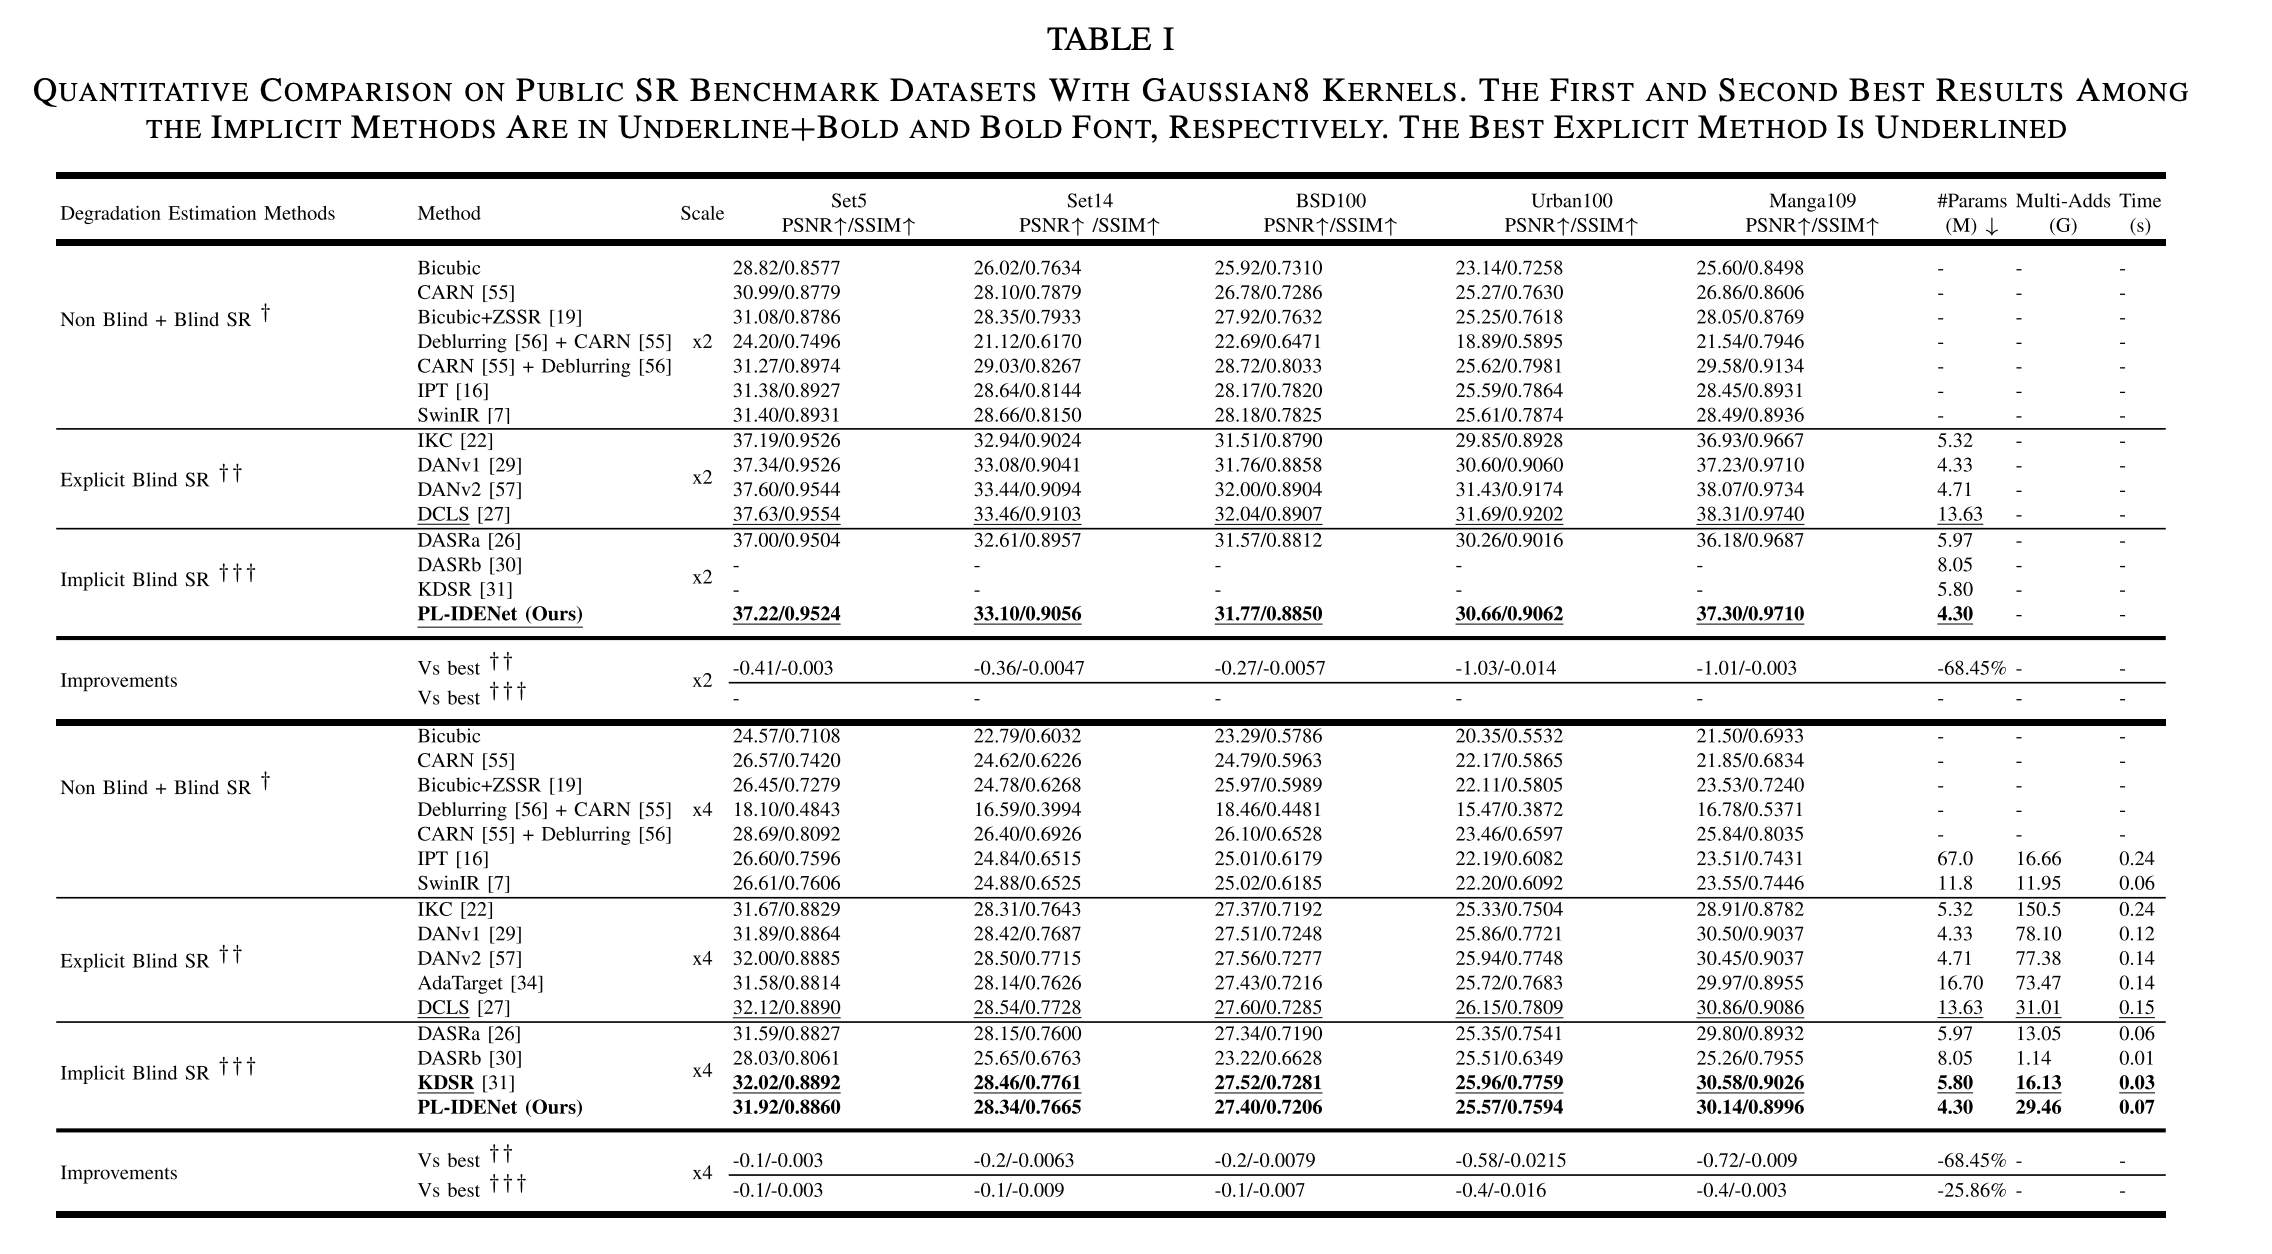 TABLE I
QUANTITATIVE COMPARISON ON PUBLIC SR BENCHMARK DATASETS WITH GAUSSIAN8 KERNELS. THE FIRST AND SECOND BEST RESULTS AMONG
THE IMPLICIT METHODS ARE IN UNDERLINE+BOLD AND BOLD FONT, RESPECTIVELY. THE BEST EXPLICIT METHOD IS UNDERLINED
Degradation Estimation Methods Method Scale Set5 Set14 BSD100 Urban100 Manga109 #Params Multi-Adds Time
PSNR↑/SSIM↑ PSNR↑ /SSIM↑ PSNR↑/SSIM↑ PSNR↑/SSIM↑ PSNR↑/SSIM↑ (M) ↓ (G) (s)
Bicubic 28.82/0.8577 26.02/0.7634 25.92/0.7310 23.14/0.7258 25.60/0.8498 - - -
CARN [55] 30.99/0.8779 28.10/0.7879 26.78/0.7286 25.27/0.7630 26.86/0.8606 - - -
Non Blind + Blind SR † Bicubic+ZSSR [19] 31.08/0.8786 28.35/0.7933 27.92/0.7632 25.25/0.7618 28.05/0.8769 - - -
Deblurring [56] + CARN [55] x2 24.20/0.7496 21.12/0.6170 22.69/0.6471 18.89/0.5895 21.54/0.7946 - - -
CARN [55] + Deblurring [56] 31.27/0.8974 29.03/0.8267 28.72/0.8033 25.62/0.7981 29.58/0.9134 - - -
IPT [16] 31.38/0.8927 28.64/0.8144 28.17/0.7820 25.59/0.7864 28.45/0.8931 - - -
SwinIR [7] 31.40/0.8931 28.66/0.8150 28.18/0.7825 25.61/0.7874 28.49/0.8936 - - -
IKC [22] 37.19/0.9526 32.94/0.9024 31.51/0.8790 29.85/0.8928 36.93/0.9667 5.32 - -
DANv1 [29] 37.34/0.9526 33.08/0.9041 31.76/0.8858 30.60/0.9060 37.23/0.9710 4.33 - -
Explicit Blind SR †† x2
DANv2 [57] 37.60/0.9544 33.44/0.9094 32.00/0.8904 31.43/0.9174 38.07/0.9734 4.71 - -
DCLS [27] 37.63/0.9554 33.46/0.9103 32.04/0.8907 31.69/0.9202 38.31/0.9740 13.63 - -
DASRa [26] 37.00/0.9504 32.61/0.8957 31.57/0.8812 30.26/0.9016 36.18/0.9687 5.97 - -
DASRb [30] - - - - - 8.05 - -
Implicit Blind SR ††† x2
KDSR [31] - - - - - 5.80 - -
PL-IDENet (Ours) 37.22/0.9524 33.10/0.9056 31.77/0.8850 30.66/0.9062 37.30/0.9710 4.30 - -
Vs best †† -0.41/-0.003 -0.36/-0.0047 -0.27/-0.0057 -1.03/-0.014 -1.01/-0.003 -68.45% - -
Improvements x2
Vs best ††† - - - - - - - -
Bicubic 24.57/0.7108 22.79/0.6032 23.29/0.5786 20.35/0.5532 21.50/0.6933 - - -
CARN [55] 26.57/0.7420 24.62/0.6226 24.79/0.5963 22.17/0.5865 21.85/0.6834 - - -
Non Blind + Blind SR † Bicubic+ZSSR [19] 26.45/0.7279 24.78/0.6268 25.97/0.5989 22.11/0.5805 23.53/0.7240 - - -
Deblurring [56] + CARN [55] x4 18.10/0.4843 16.59/0.3994 18.46/0.4481 15.47/0.3872 16.78/0.5371 - - -
CARN [55] + Deblurring [56] 28.69/0.8092 26.40/0.6926 26.10/0.6528 23.46/0.6597 25.84/0.8035 - - -
IPT [16] 26.60/0.7596 24.84/0.6515 25.01/0.6179 22.19/0.6082 23.51/0.7431 67.0 16.66 0.24
SwinIR [7] 26.61/0.7606 24.88/0.6525 25.02/0.6185 22.20/0.6092 23.55/0.7446 11.8 11.95 0.06
IKC [22] 31.67/0.8829 28.31/0.7643 27.37/0.7192 25.33/0.7504 28.91/0.8782 5.32 150.5 0.24
DANv1 [29] 31.89/0.8864 28.42/0.7687 27.51/0.7248 25.86/0.7721 30.50/0.9037 4.33 78.10 0.12
Explicit Blind SR †† DANv2 [57] x4 32.00/0.8885 28.50/0.7715 27.56/0.7277 25.94/0.7748 30.45/0.9037 4.71 77.38 0.14
AdaTarget [34] 31.58/0.8814 28.14/0.7626 27.43/0.7216 25.72/0.7683 29.97/0.8955 16.70 73.47 0.14
DCLS [27] 32.12/0.8890 28.54/0.7728 27.60/0.7285 26.15/0.7809 30.86/0.9086 13.63 31.01 0.15
DASRa [26] 31.59/0.8827 28.15/0.7600 27.34/0.7190 25.35/0.7541 29.80/0.8932 5.97 13.05 0.06
DASRb [30] 28.03/0.8061 25.65/0.6763 23.22/0.6628 25.51/0.6349 25.26/0.7955 8.05 1.14 0.01
Implicit Blind SR ††† x4
KDSR [31] 32.02/0.8892 28.46/0.7761 27.52/0.7281 25.96/0.7759 30.58/0.9026 5.80 16.13 0.03
PL-IDENet (Ours) 31.92/0.8860 28.34/0.7665 27.40/0.7206 25.57/0.7594 30.14/0.8996 4.30 29.46 0.07
Vs best †† -0.1/-0.003 -0.2/-0.0063 -0.2/-0.0079 -0.58/-0.0215 -0.72/-0.009 -68.45% - -
Improvements x4
Vs best ††† -0.1/-0.003 -0.1/-0.009 -0.1/-0.007 -0.4/-0.016 -0.4/-0.003 -25.86% - -